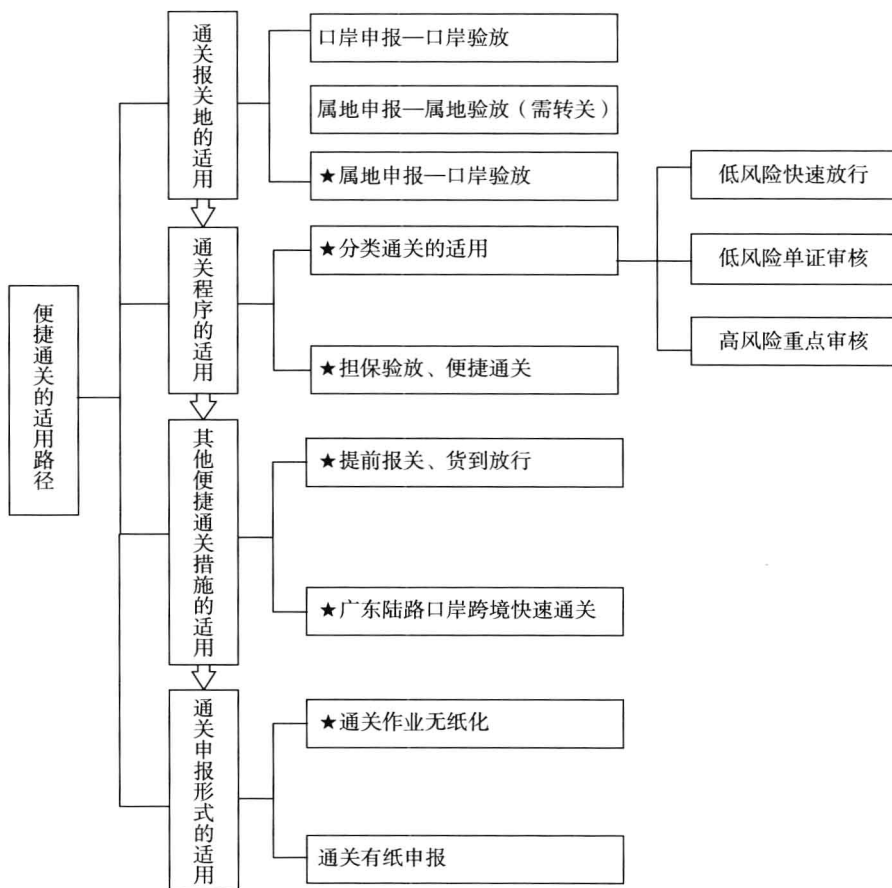 便捷通关的适用路径
通关报关地的适用
口岸申报—口岸验放
属地申报—属地验放（需转关）
★属地申报—口岸验放
通关程序的适用
★分类通关的适用
低风险快速放行
低风险单证审核
高风险重点审核
★担保验放、便捷通关
其他便捷通关措施的适用
★提前报关、货到放行
★广东陆路口岸跨境快速通关
通关申报形式的适用
★通关作业无纸化
通关有纸申报